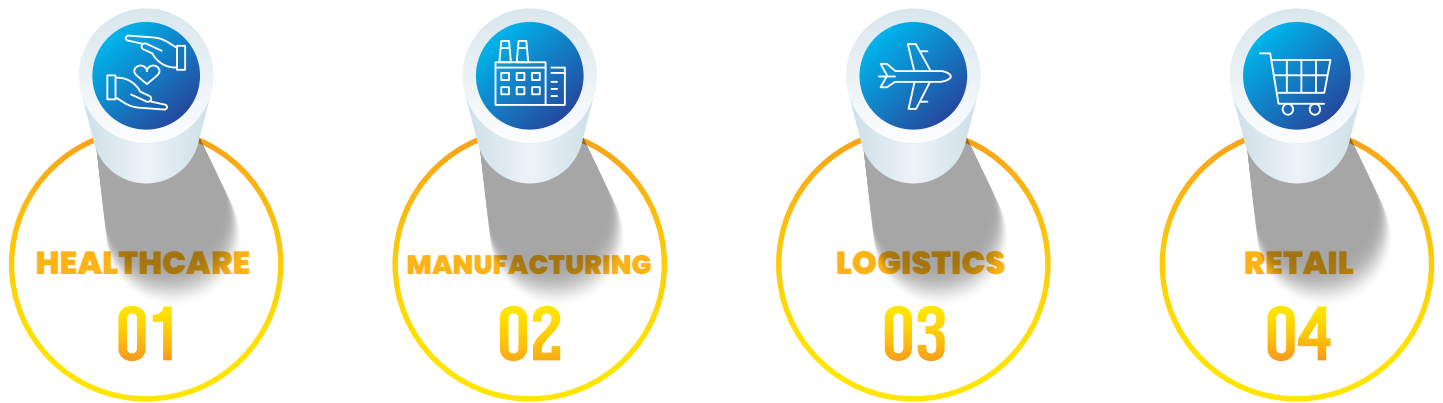 HEALTHCARE
01
MANUFACTURING
02
LOGISTICS
03
RETAIL
04